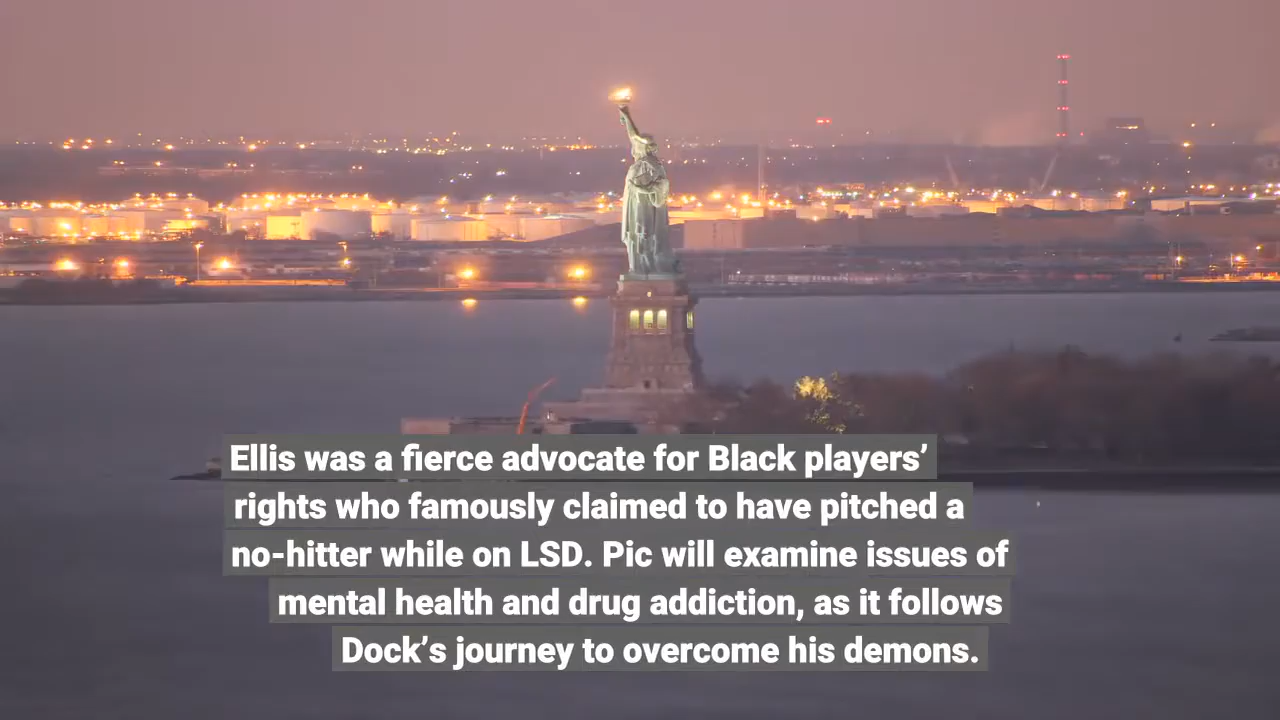 Ellis was a fierce advocate for Black players’
rights who famously claimed to have pitched a
no-hitter while on LSD. Pic will examine issues of
mental health and drug addiction, as it follows
Dock’s journey to overcome his demons.